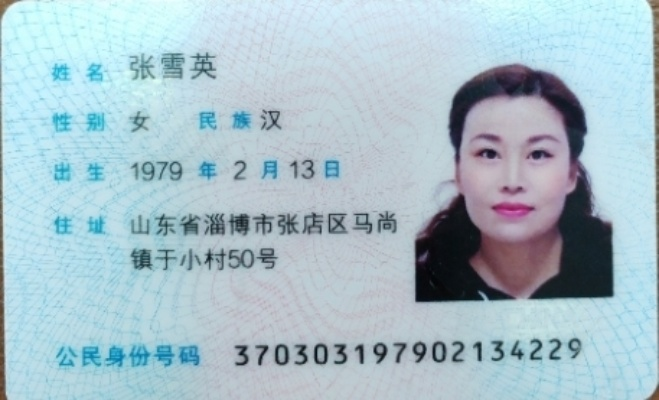 姓名 张雪英
性别 女 民族 汉
出生 1979 年 2 月 13 日
住址 山东省淄博市张店区马尚
镇于小村50号
公民身份号码 370303197902134229